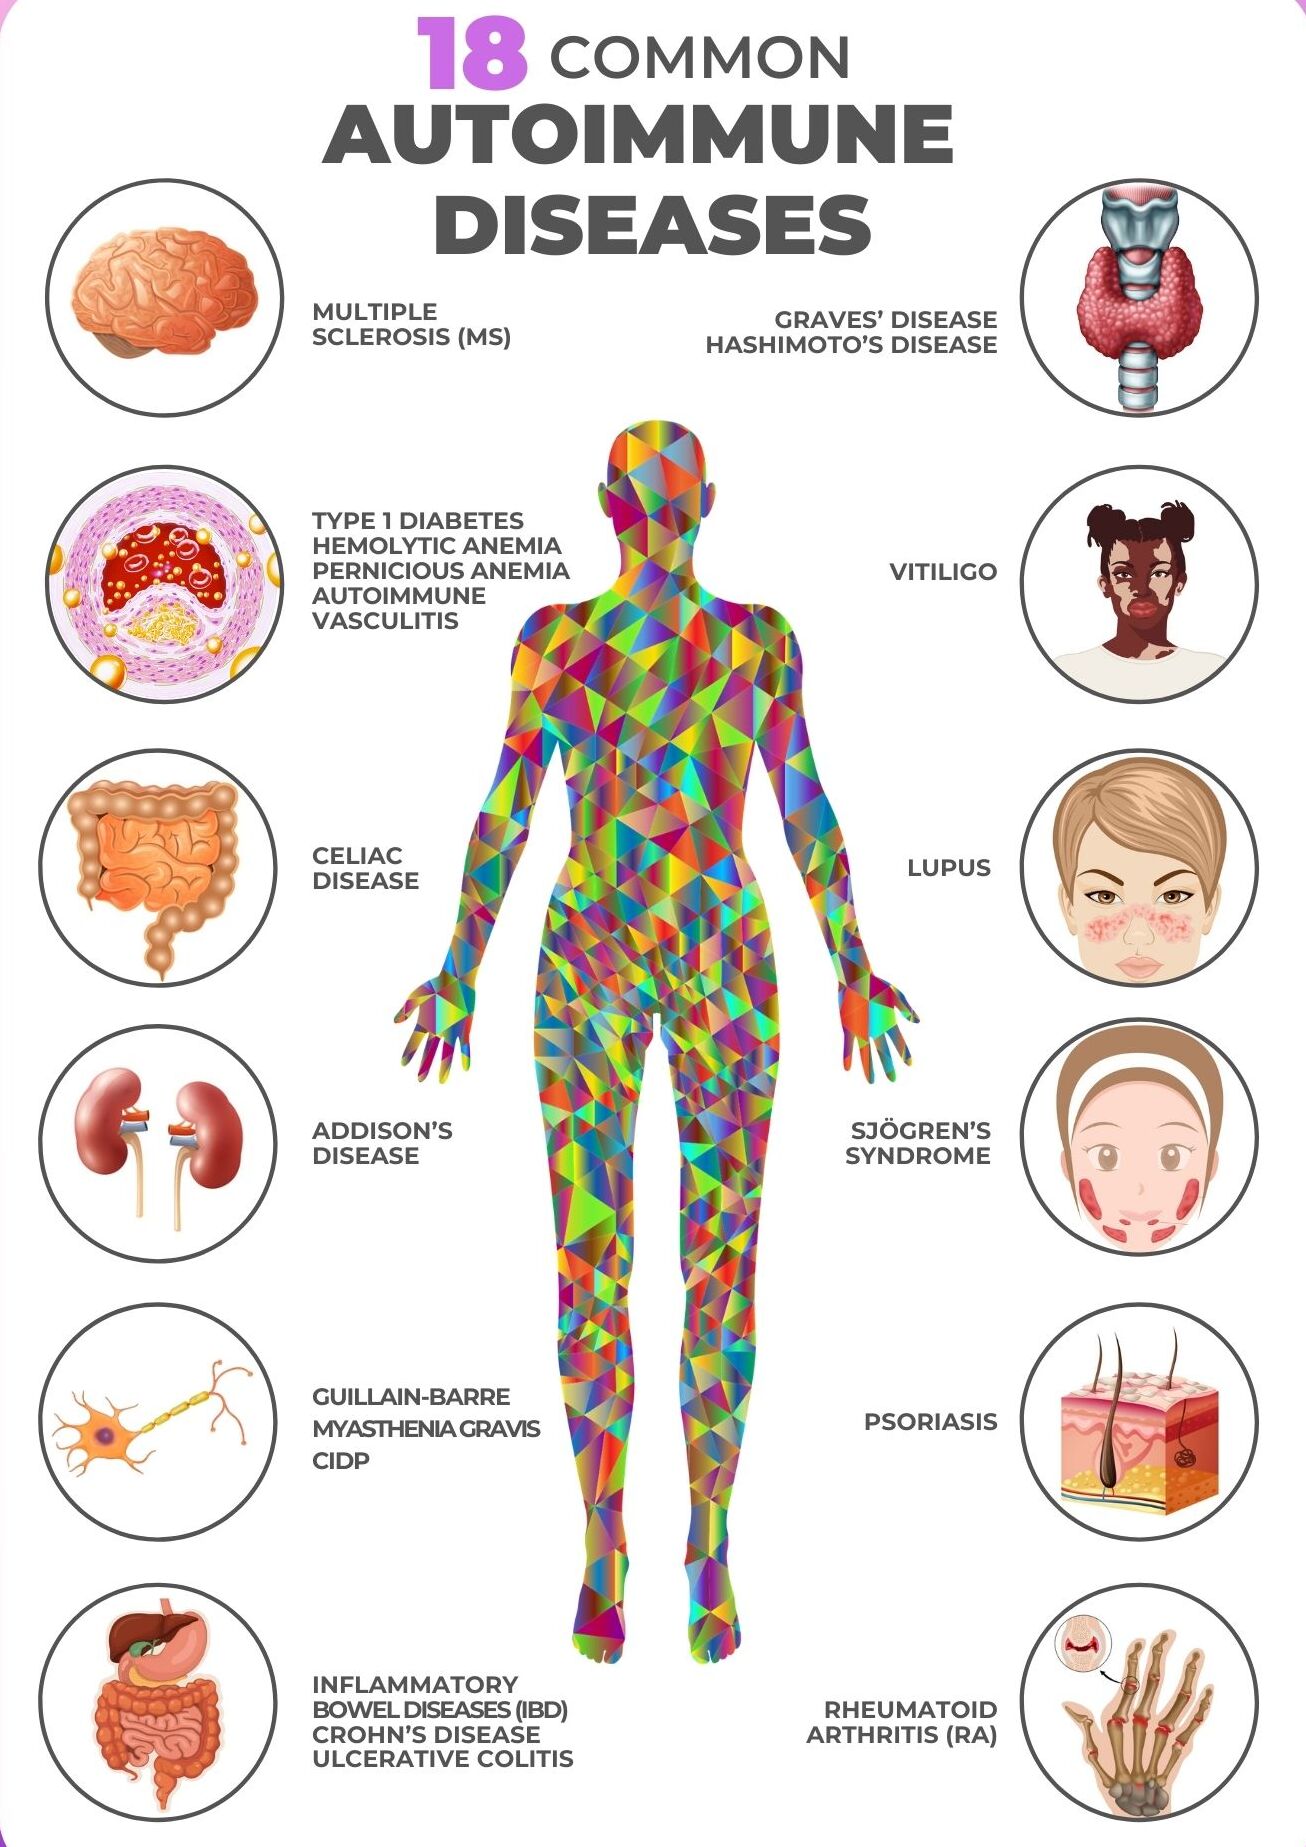 18 COMMON
AUTOIMMUNE
DISEASES
MULTIPLE
SCLEROSIS (MS)
GRAVES’ DISEASE
HASHIMOTO’S DISEASE
TYPE 1 DIABETES
HEMOLYTIC ANEMIA
PERNICIOUS ANEMIA
AUTOIMMUNE
VASCULITIS
VITILIGO
CELIAC
DISEASE
LUPUS
ADDISON’S
DISEASE
SJÖGREN’S
SYNDROME
GUILLAIN-BARRE
MYASTHENIA GRAVIS
CIDP
PSORIASIS
INFLAMMATORY
BOWEL DISEASES (IBD)
CROHN’S DISEASE
ULCERATIVE COLITIS
RHEUMATOID
ARTHRITIS (RA)